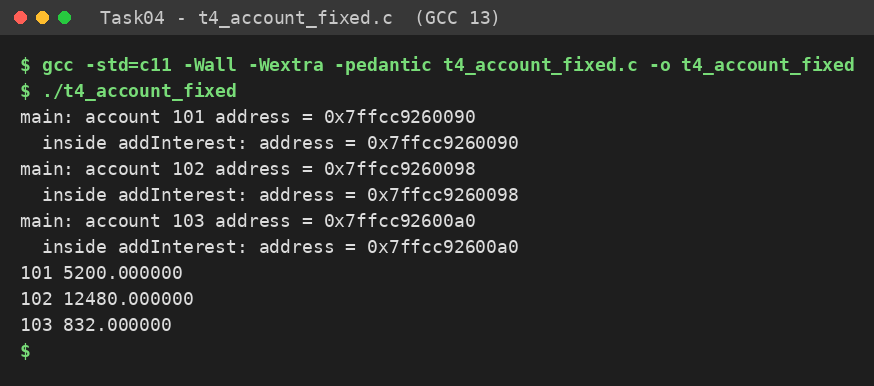 Task04 - t4_account_fixed.c  (GCC 13)
$ gcc -std=c11 -Wall -Wextra -pedantic t4_account_fixed.c -o t4_account_fixed
$ ./t4_account_fixed
main: account 101 address = 0x7ffcc9260090
  inside addInterest: address = 0x7ffcc9260090
main: account 102 address = 0x7ffcc9260098
  inside addInterest: address = 0x7ffcc9260098
main: account 103 address = 0x7ffcc92600a0
  inside addInterest: address = 0x7ffcc92600a0
101 5200.000000
102 12480.000000
103 832.000000
$